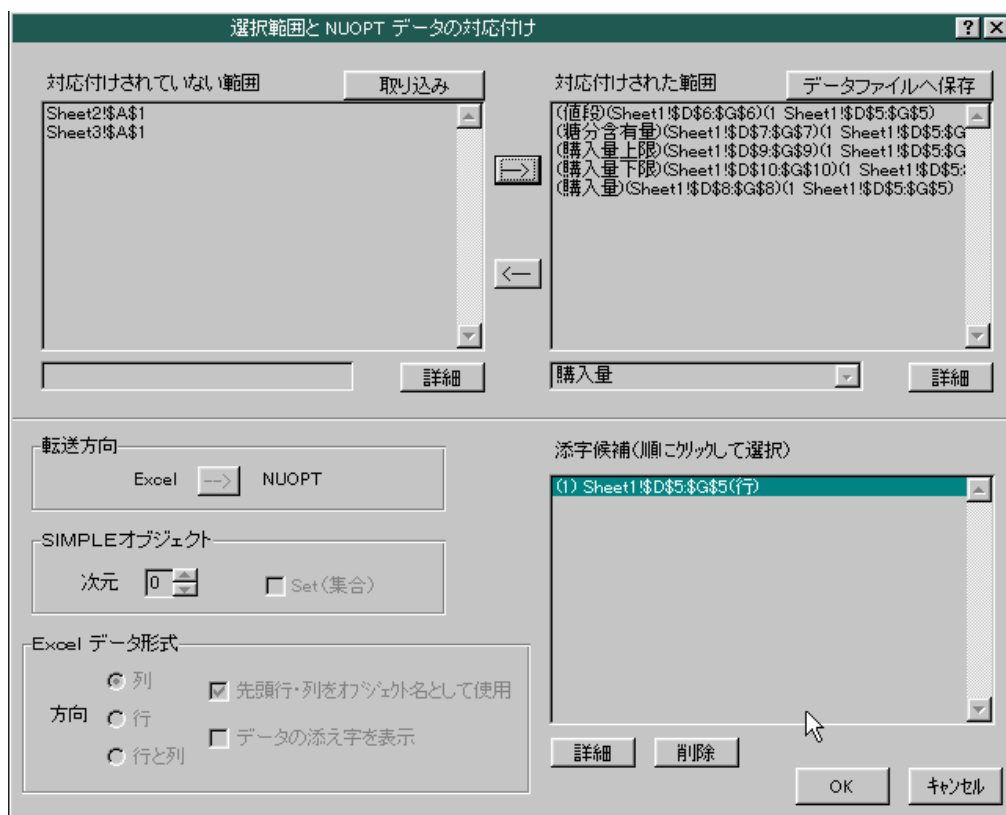 選択範囲と NUOPT データの対応付け
対応付けされていない範囲
取り込み
Sheet2!$A$1
Sheet3!$A$1
-->
<--
対応付けされた範囲
データファイルへ保存
(値段)(Sheet1!$D$6:$G$6)(1 Sheet1!$D$5:$G$5)
(糖分含有量)(Sheet1!$D$7:$G$7)(1 Sheet1!$D$5:$G
(購入量上限)(Sheet1!$D$9:$G$9)(1 Sheet1!$D$5:$G
(購入量下限)(Sheet1!$D$10:$G$10)(1 Sheet1!$D$5:
(購入量)(Sheet1!$D$8:$G$8)(1 Sheet1!$D$5:$G$5)
詳細
購入量
詳細
転送方向
Excel --> NUOPT
SIMPLEオブジェクト
次元 0 Set(集合)
Excel データ形式
方向
列
行
行と列
先頭行・列をオブジェクト名として使用
データの添え字を表示
添字候補(順にクリックして選択)
(1) Sheet1!$D$5:$G$5(行)
詳細
削除
OK
キャンセル